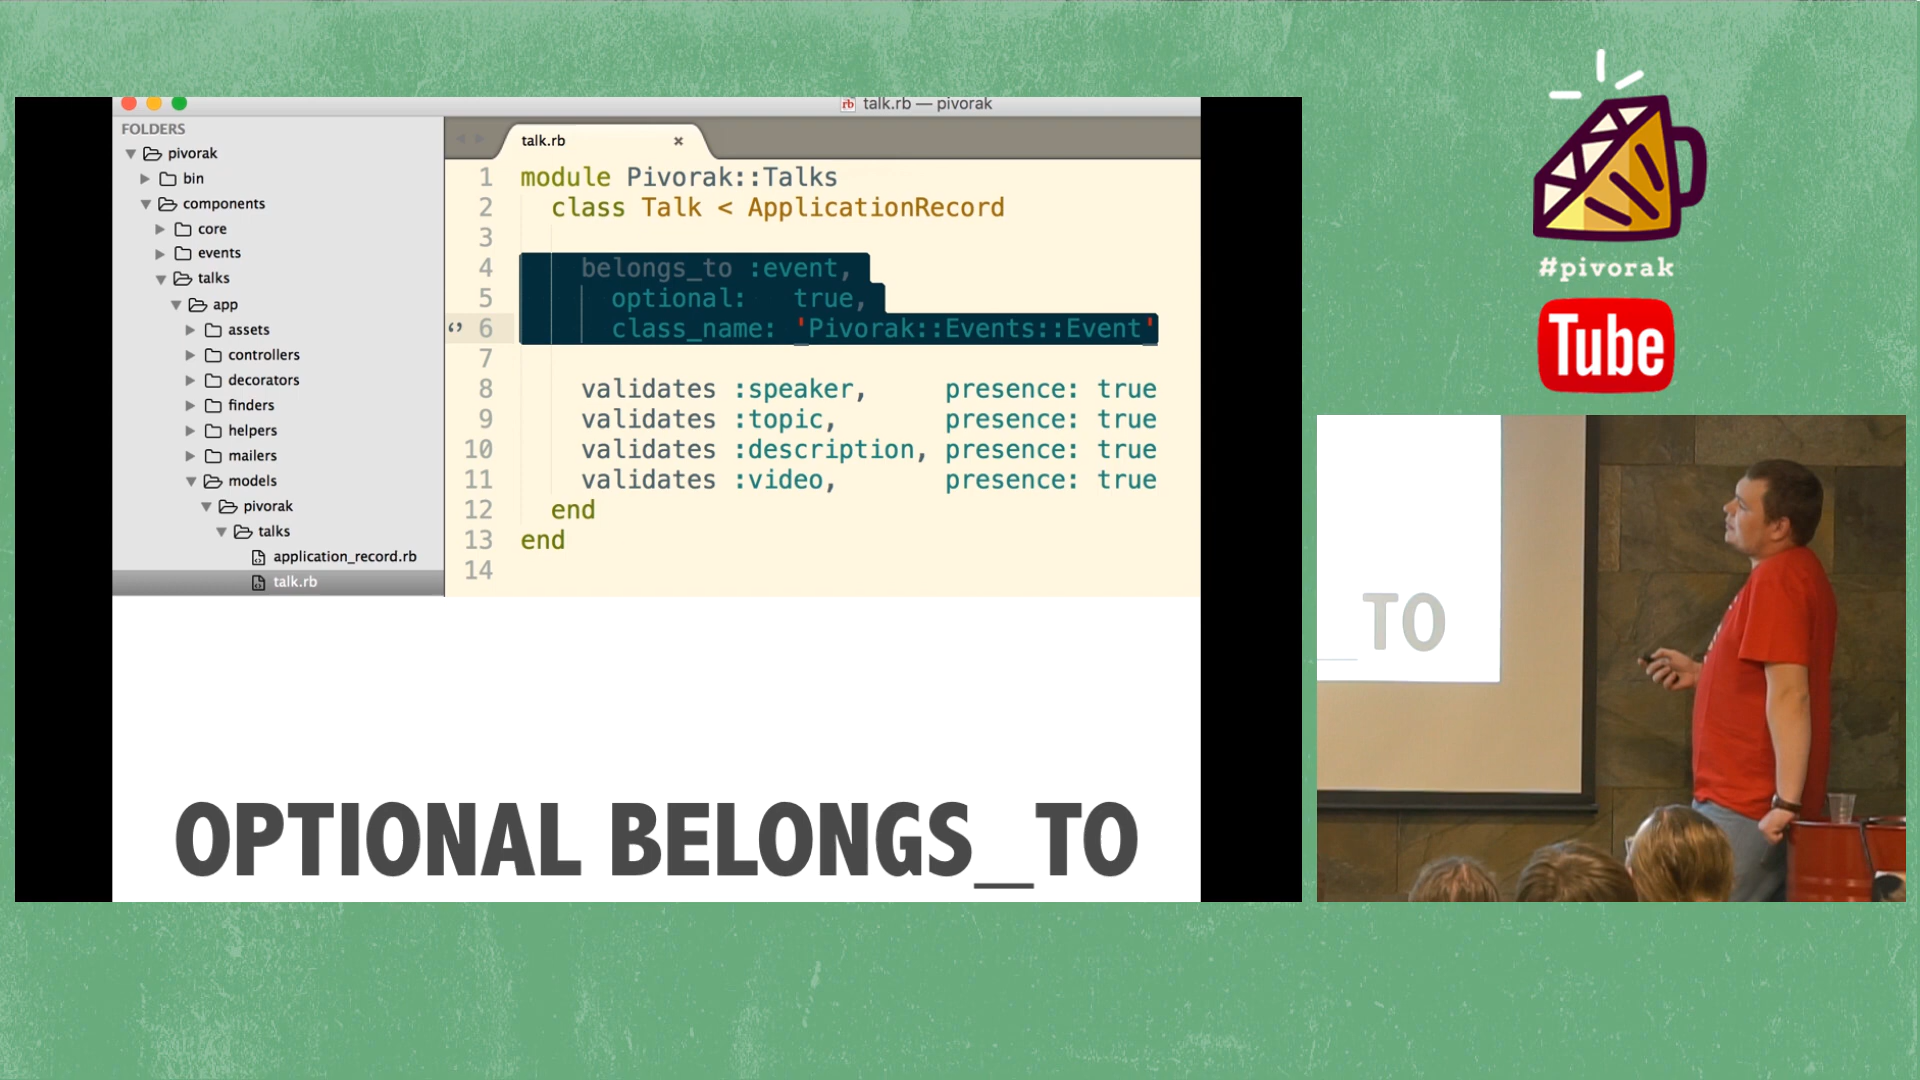 talk.rb — pivorak
FOLDERS
pivorak
bin
components
core
events
talks
app
assets
controllers
decorators
finders
helpers
mailers
models
pivorak
talks
application_record.rb
talk.rb
talk.rb
1 module Pivorak::Talks
2 class Talk < ApplicationRecord
3
4 belongs_to :event,
5 optional: true,
6 class_name: 'Pivorak::Events::Event'
7
8 validates :speaker, presence: true
9 validates :topic, presence: true
10 validates :description, presence: true
11 validates :video, presence: true
12 end
13 end
14
OPTIONAL BELONGS_TO
#pivorak
Tube
_TO